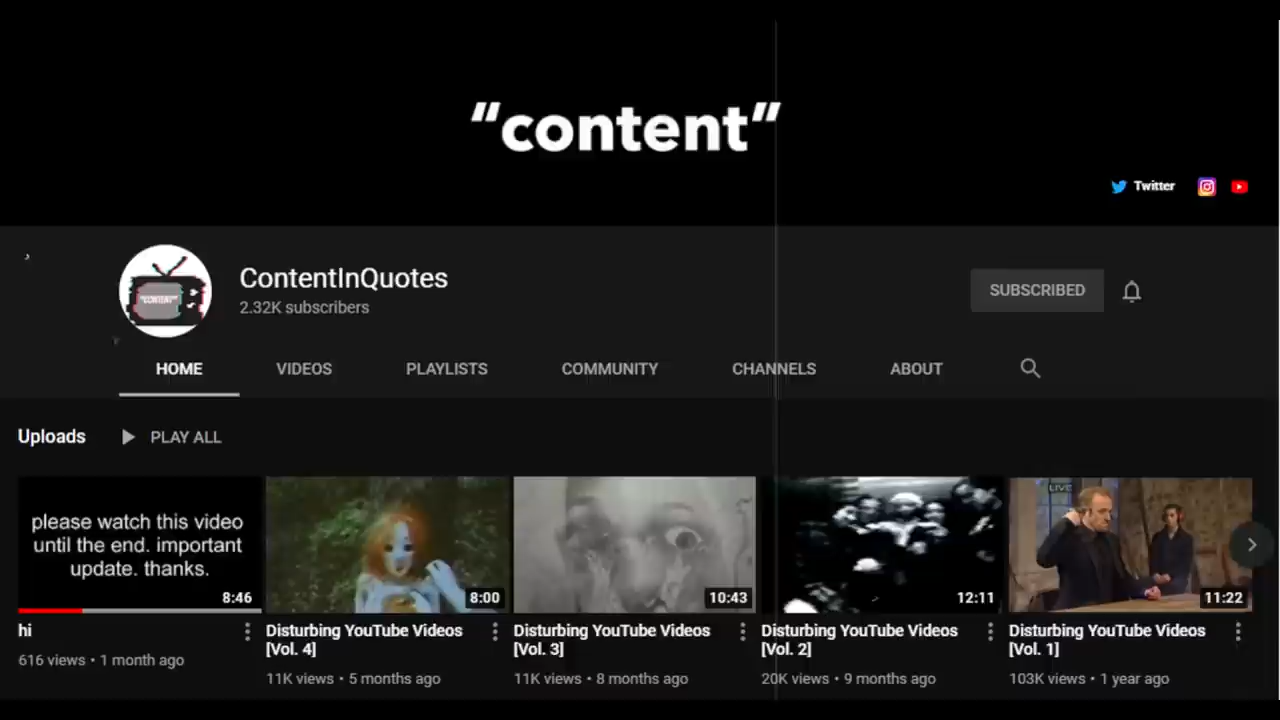 “content”
Twitter
"CONTENT"
ContentInQuotes
2.32K subscribers
SUBSCRIBED
HOME VIDEOS PLAYLISTS COMMUNITY CHANNELS ABOUT
Uploads PLAY ALL
please watch this video
until the end. important
update. thanks.
8:46
8:00
10:43
12:11
LIVE
11:22
hi
616 views • 1 month ago
Disturbing YouTube Videos
[Vol. 4]
11K views • 5 months ago
Disturbing YouTube Videos
[Vol. 3]
11K views • 8 months ago
Disturbing YouTube Videos
[Vol. 2]
20K views • 9 months ago
Disturbing YouTube Videos
[Vol. 1]
103K views • 1 year ago